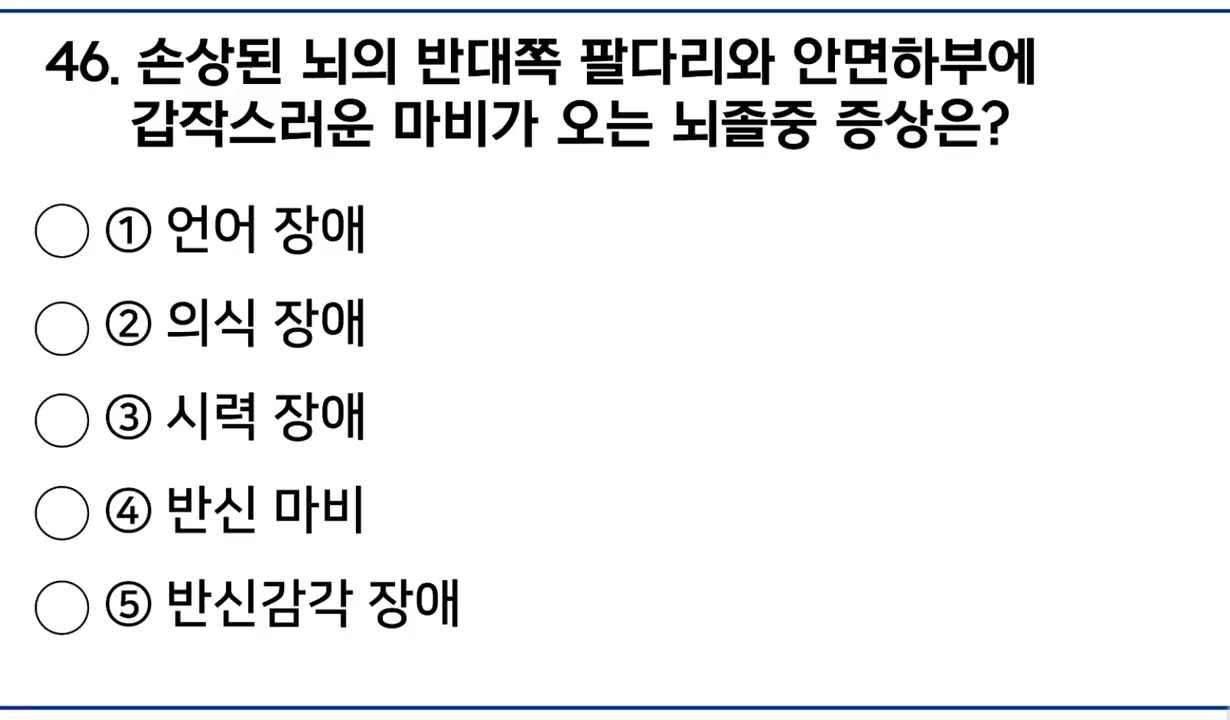 46. 손상된 뇌의 반대쪽 팔다리와 안면하부에
갑작스러운 마비가 오는 뇌졸중 증상은?
① 언어 장애
② 의식 장애
③ 시력 장애
④ 반신 마비
⑤ 반신감각 장애